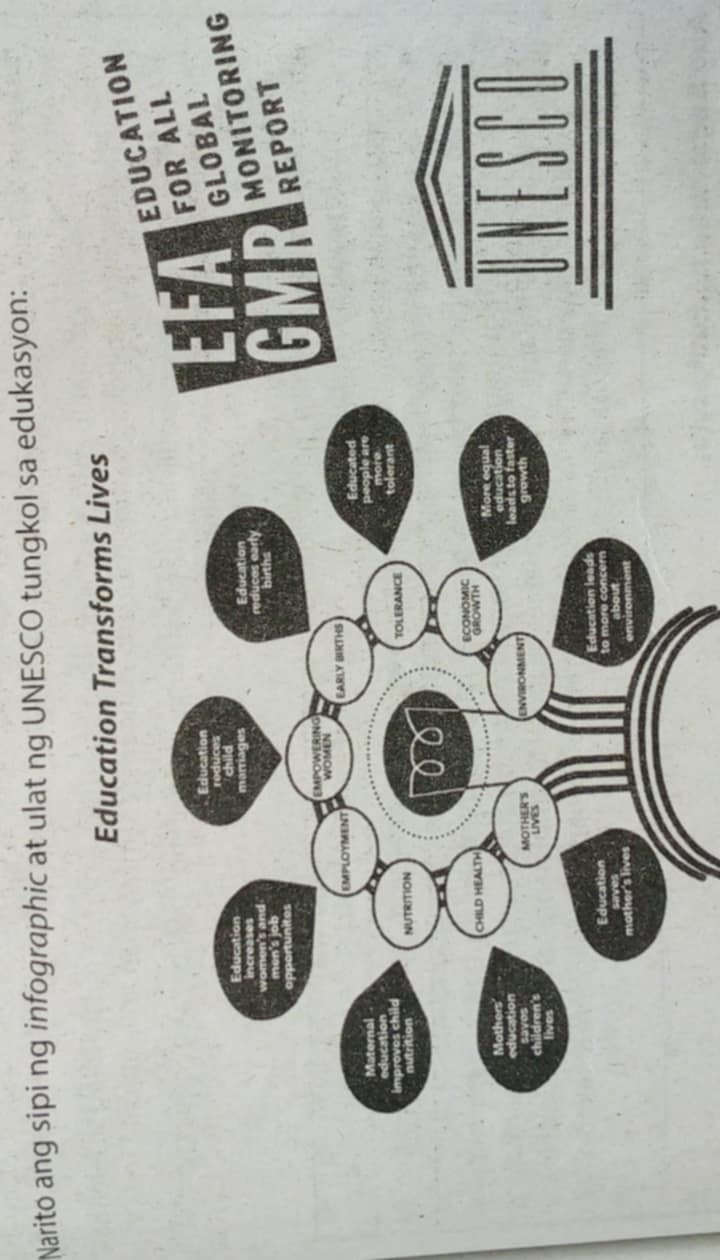 Narito ang sipi ng infographic at ulat ng UNESCO tungkol sa edukasyon:
Education Transforms Lives
EFA
GMR
EDUCATION
FOR ALL
GLOBAL
MONITORING
REPORT
UNESCO
Education
saves
mother's lives
MOTHER'S
LIVES
Mothers'
education
saves
children's
lives
CHILD HEALTH
Maternal
education
improves child
nutrition
NUTRITION
Education
increases
women's and
men's job
opportunites
EMPLOYMENT
Education
reduces
child
marriages
EMPOWERING
WOMEN
Education
reduces early
births
EARLY BIRTHS
Educated
people are
more
tolerant
TOLERANCE
More equal
education
leads to faster
growth
ECONOMIC
GROWTH
Education leads
to more concern
about
environment
ENVIRONMENT